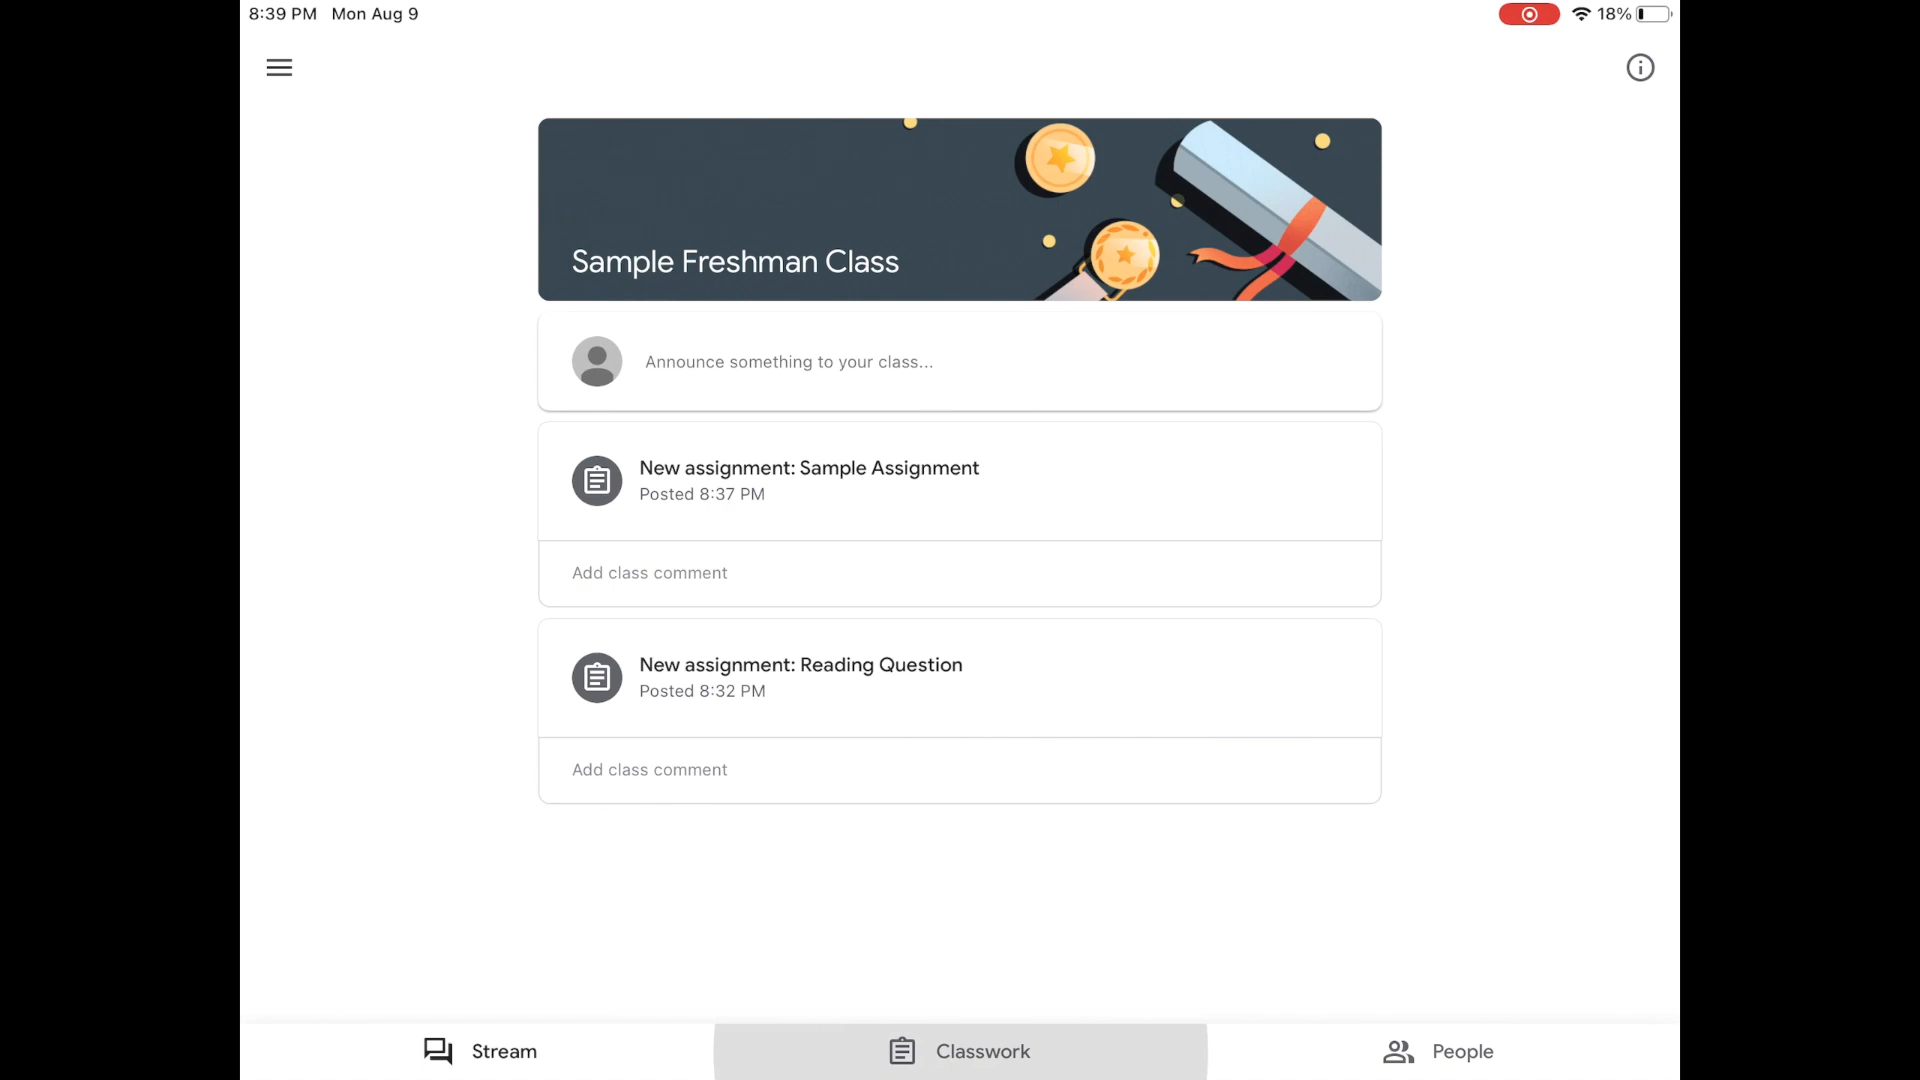 8:39 PM Mon Aug 9
18%
Sample Freshman Class
Announce something to your class...
New assignment: Sample Assignment
Posted 8:37 PM
Add class comment
New assignment: Reading Question
Posted 8:32 PM
Add class comment
Stream
Classwork
People